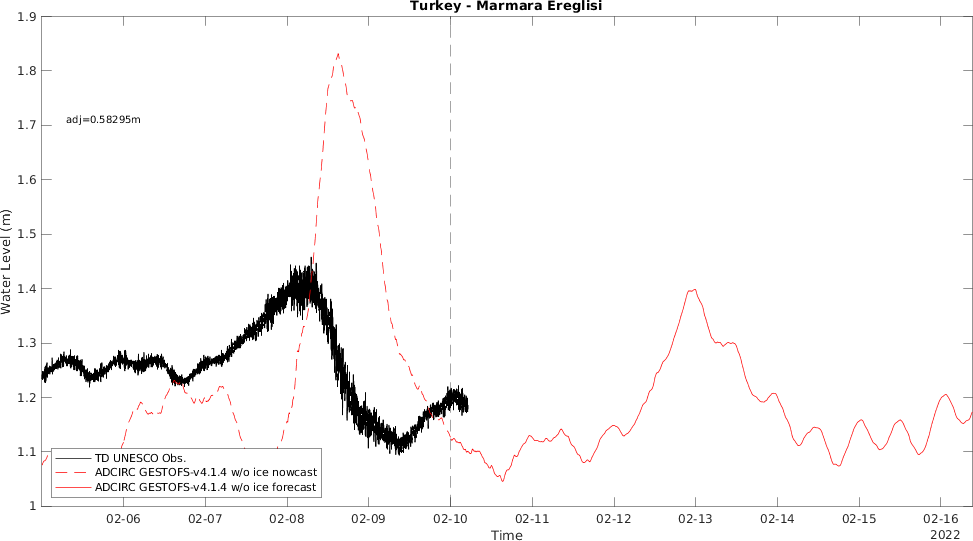 Turkey - Marmara Ereglisi
1.9
1.8
1.7
1.6
1.5
1.4
1.3
1.2
1.1
1
Water Level (m)
adj=0.58295m
TD UNESCO Obs.
ADCIRC GESTOFS-v4.1.4 w/o ice nowcast
ADCIRC GESTOFS-v4.1.4 w/o ice forecast
02-06 02-07 02-08 02-09 02-10 02-11 02-12 02-13 02-14 02-15 02-16
2022
Time